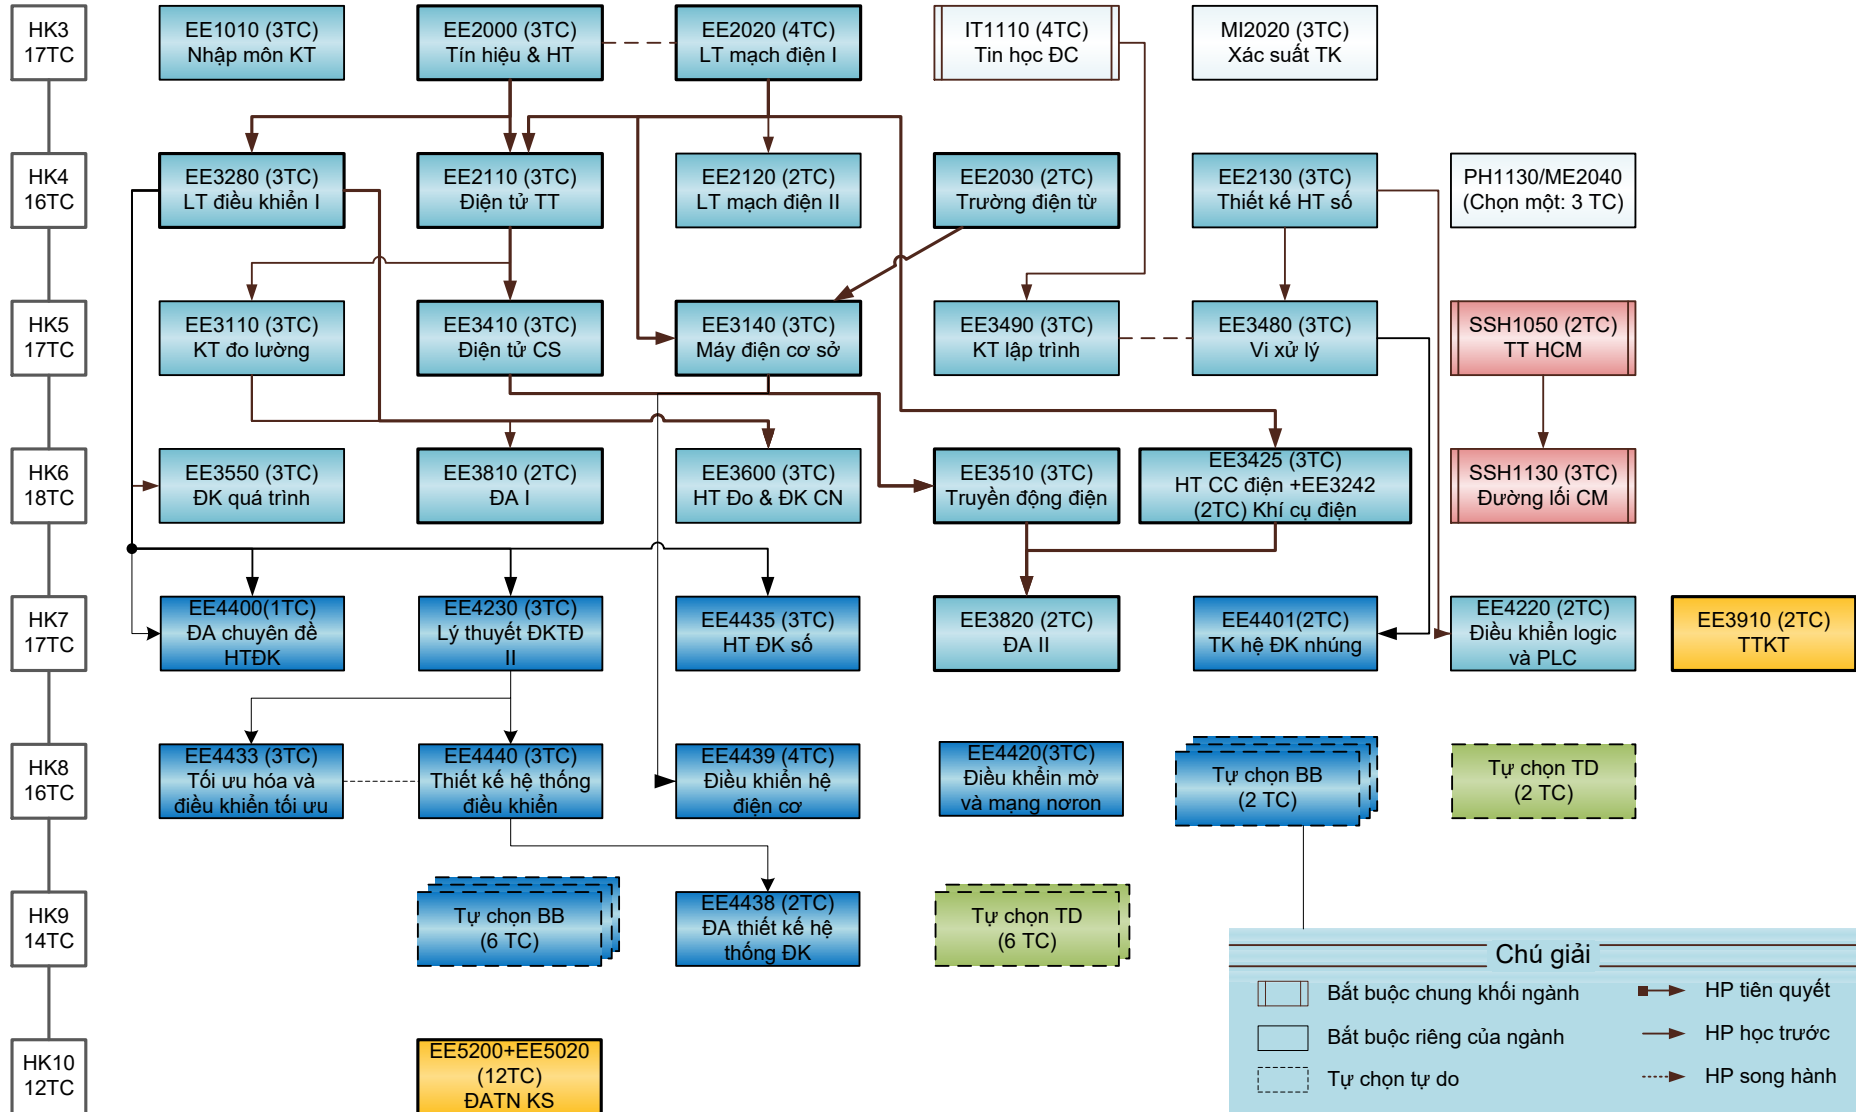 HK3
17TC
EE1010 (3TC)
Nhập môn KT
EE2000 (3TC)
Tín hiệu & HT
EE2020 (4TC)
LT mạch điện I
IT1110 (4TC)
Tin học ĐC
MI2020 (3TC)
Xác suất TK
HK4
16TC
EE3280 (3TC)
LT điều khiển I
EE2110 (3TC)
Điện tử TT
EE2120 (2TC)
LT mạch điện II
EE2030 (2TC)
Trường điện từ
EE2130 (3TC)
Thiết kế HT số
PH1130/ME2040
(Chọn một: 3 TC)
HK5
17TC
EE3110 (3TC)
KT đo lường
EE3410 (3TC)
Điện tử CS
EE3140 (3TC)
Máy điện cơ sở
EE3490 (3TC)
KT lập trình
EE3480 (3TC)
Vi xử lý
SSH1050 (2TC)
TT HCM
HK6
18TC
EE3550 (3TC)
ĐK quá trình
EE3810 (2TC)
ĐA I
EE3600 (3TC)
HT Đo & ĐK CN
EE3510 (3TC)
Truyền động điện
EE3425 (3TC)
HT CC điện +EE3242
(2TC) Khí cụ điện
SSH1130 (3TC)
Đường lối CM
HK7
17TC
EE4400(1TC)
ĐA chuyên đề
HTĐK
EE4230 (3TC)
Lý thuyết ĐKTĐ
II
EE4435 (3TC)
HT ĐK số
EE3820 (2TC)
ĐA II
EE4401(2TC)
TK hệ ĐK nhúng
EE4220 (2TC)
Điều khiển logic
và PLC
EE3910 (2TC)
TTKT
HK8
16TC
EE4433 (3TC)
Tối ưu hóa và
điều khiển tối ưu
EE4440 (3TC)
Thiết kế hệ thống
điều khiển
EE4439 (4TC)
Điều khiển hệ
điện cơ
EE4420(3TC)
Điều khểin mờ
và mạng nơron
Tự chọn BB
(2 TC)
Tự chọn TD
(2 TC)
HK9
14TC
Tự chọn BB
(6 TC)
EE4438 (2TC)
ĐA thiết kế hệ
thống ĐK
Tự chọn TD
(6 TC)
HK10
12TC
EE5200+EE5020
(12TC)
ĐATN KS
Chú giải
Bắt buộc chung khối ngành
HP tiên quyết
Bắt buộc riêng của ngành
HP học trước
Tự chọn tự do
HP song hành